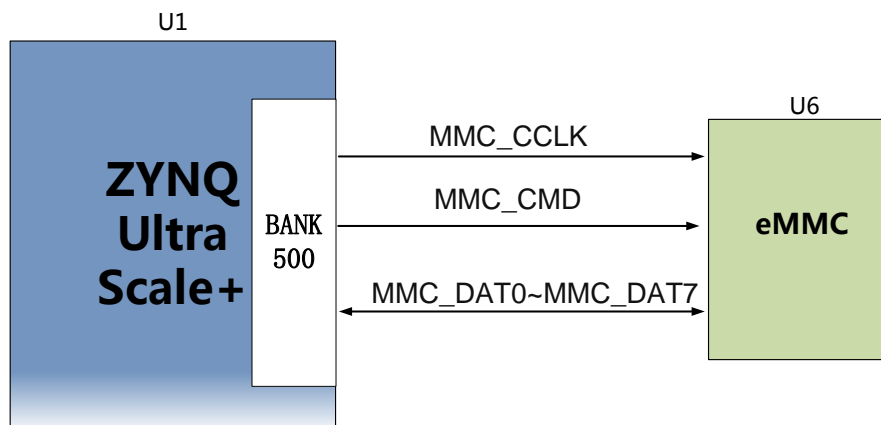 U1
U6
MMC_CCLK
ZYNQ
Ultra
Scale+
BANK
500
MMC_CMD
eMMC
MMC_DAT0~MMC_DAT7